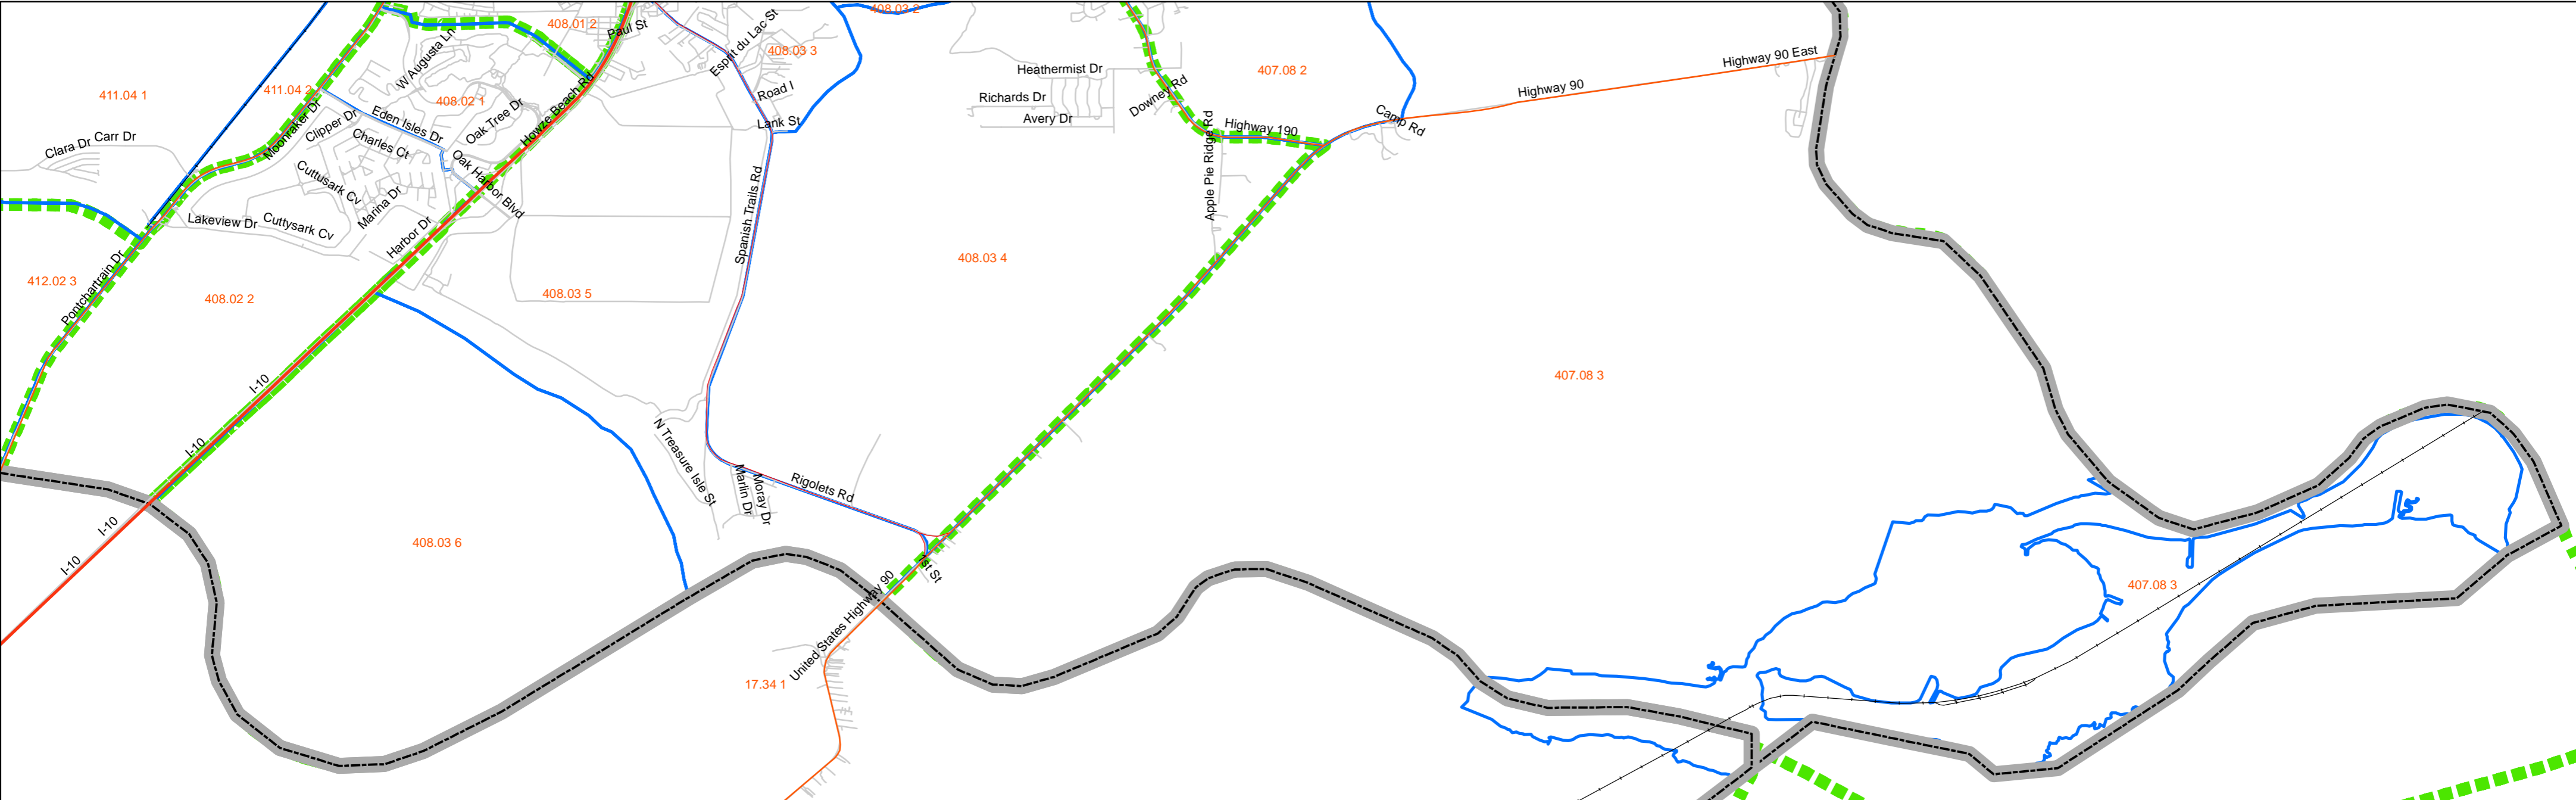 408.03 2
408.01 2
Paul St
Esprit du Lac St
408.03 3
W Augusta Ln
Highway 90 East
Heathermist Dr
407.08 2
411.04 1
411.04 2
408.02 1
Road I
Highway 90
Richards Dr
Downey Rd
Oak Tree Dr
Howze Beach Rd
Eden Isles Dr
Clipper Dr
Moonraker Dr
Avery Dr
Lank St
Camp Rd
Highway 190
Clara Dr
Carr Dr
Charles Ct
Apple Pie Ridge Rd
Oak Harbor Blvd
Cuttusark Cv
Marina Dr
Spanish Trails Rd
Lakeview Dr
Cuttysark Cv
Harbor Dr
408.03 4
Pontchartrain Dr
412.02 3
408.02 2
408.03 5
407.08 3
I-10
I-10
N Treasure Isle St
Marlin Dr
Moray Dr
Rigolets Rd
I-10
408.03 6
1st St
I-10
407.08 3
United States Highway 90
17.34 1